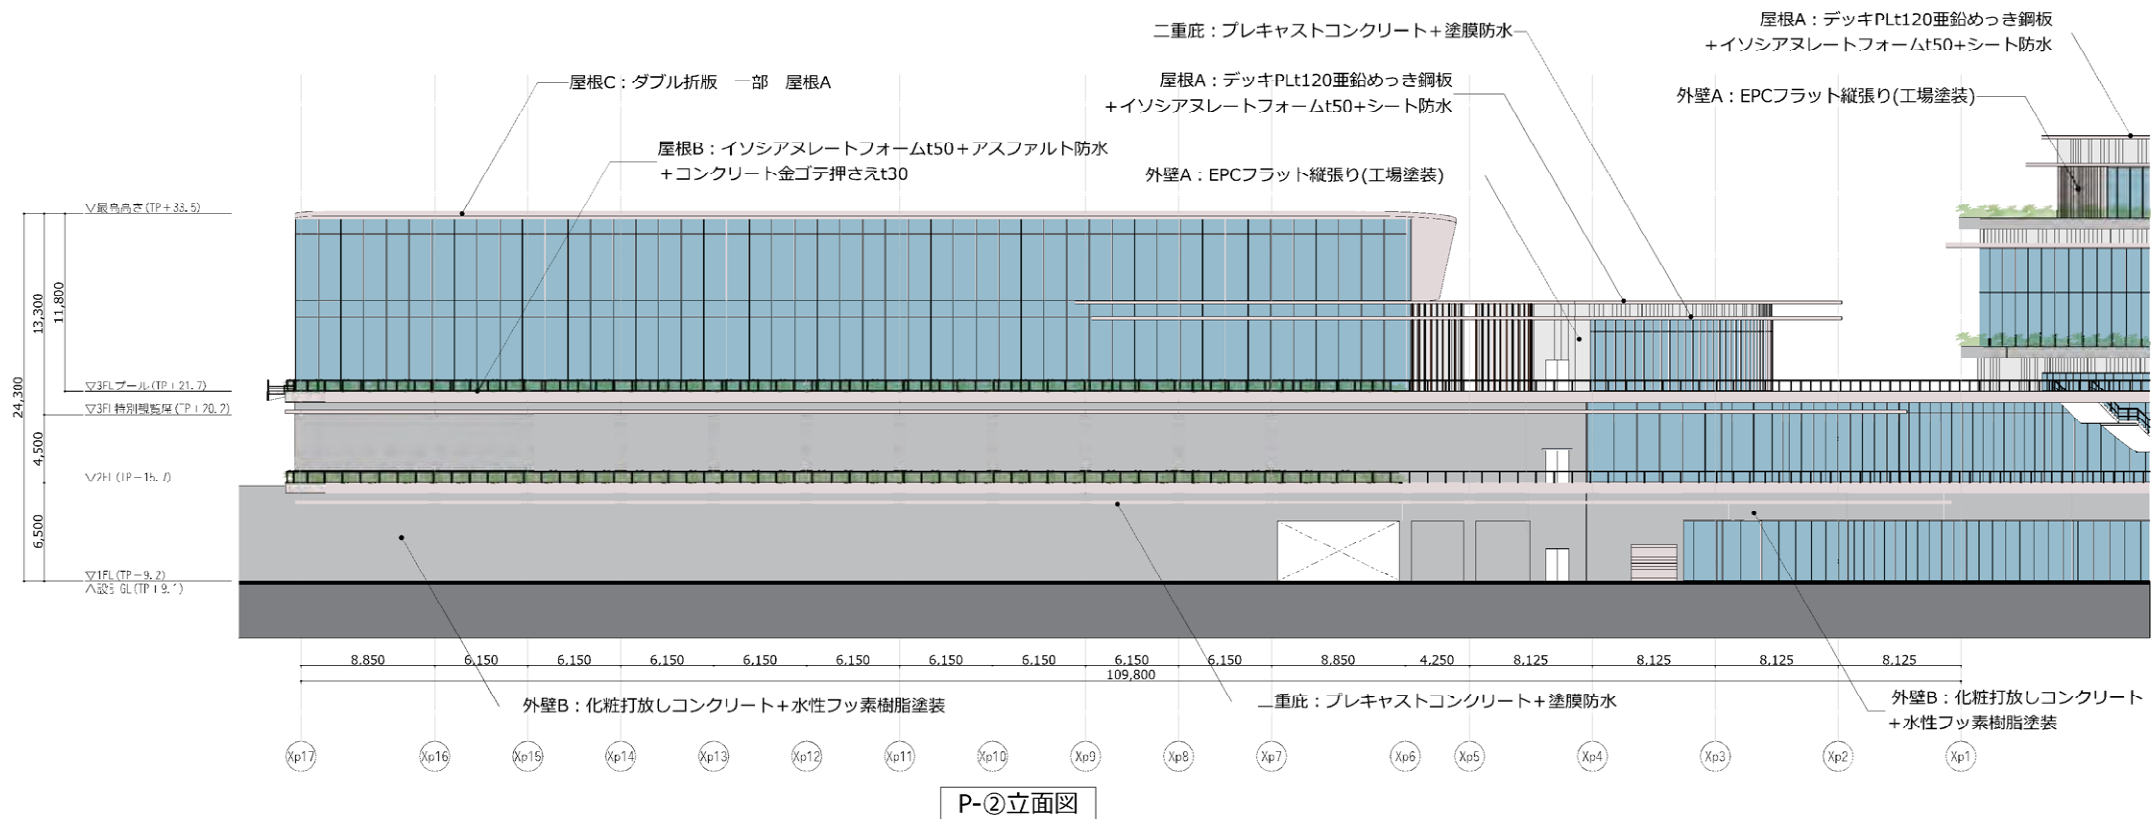 二重庇：プレキャストコンクリート＋塗膜防水
屋根A：デッキPLt120亜鉛めっき鋼板
＋イソシアヌレートフォームt50+シート防水
屋根C：ダブル折版　一部　屋根A
屋根A：デッキPLt120亜鉛めっき鋼板
＋イソシアヌレートフォームt50+シート防水
外壁A：EPCフラット縦張り(工場塗装)
屋根B：イソシアヌレートフォームt50＋アスファルト防水
＋コンクリート金ゴテ押さえt30
外壁A：EPCフラット縦張り(工場塗装)
▽最高高さ(TP+33.5)
▽3FLプール(TP+21.7)
▽3FL特別観覧席(TP+20.2)
24,300
13,300
11,800
4,500
6,500
8,850 6,150 6,150 6,150 6,150 6,150 6,150 6,150 6,150 6,150 8,850 4,250 8,125 8,125 8,125 8,125
109,800
外壁B：化粧打放しコンクリート＋水性フッ素樹脂塗装
二重庇：プレキャストコンクリート＋塗膜防水
外壁B：化粧打放しコンクリート
＋水性フッ素樹脂塗装
Xp17 Xp16 Xp15 Xp14 Xp13 Xp12 Xp11 Xp10 Xp9 Xp8 Xp7 Xp6 Xp5 Xp4 Xp3 Xp2 Xp1
P-②立面図